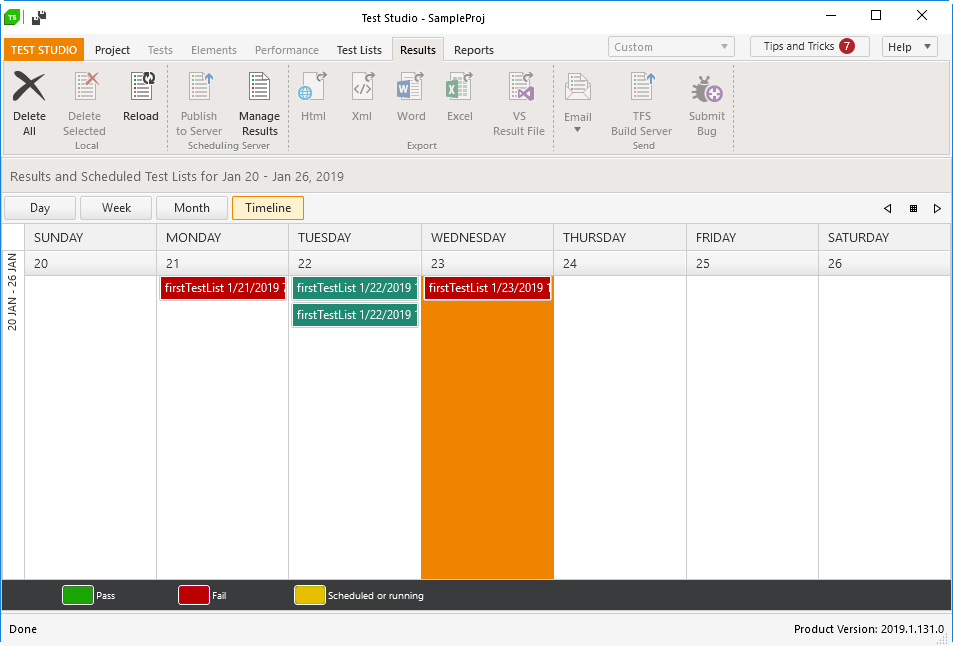 TS
Test Studio - SampleProj
TEST STUDIO Project Tests Elements Performance Test Lists Results Reports Custom Tips and Tricks 7 Help
Delete All
Delete Selected
Reload
Local
Publish to Server
Manage Results
Scheduling Server
Html
Xml
Word
Excel
VS Result File
Export
Email
TFS Build Server
Submit Bug
Send
Results and Scheduled Test Lists for Jan 20 - Jan 26, 2019
Day Week Month Timeline
SUNDAY MONDAY TUESDAY WEDNESDAY THURSDAY FRIDAY SATURDAY
20 21 22 23 24 25 26
20 JAN - 26 JAN
firstTestList 1/21/2019 firstTestList 1/22/2019 firstTestList 1/23/2019
firstTestList 1/22/2019
Pass Fail Scheduled or running
Done Product Version: 2019.1.131.0